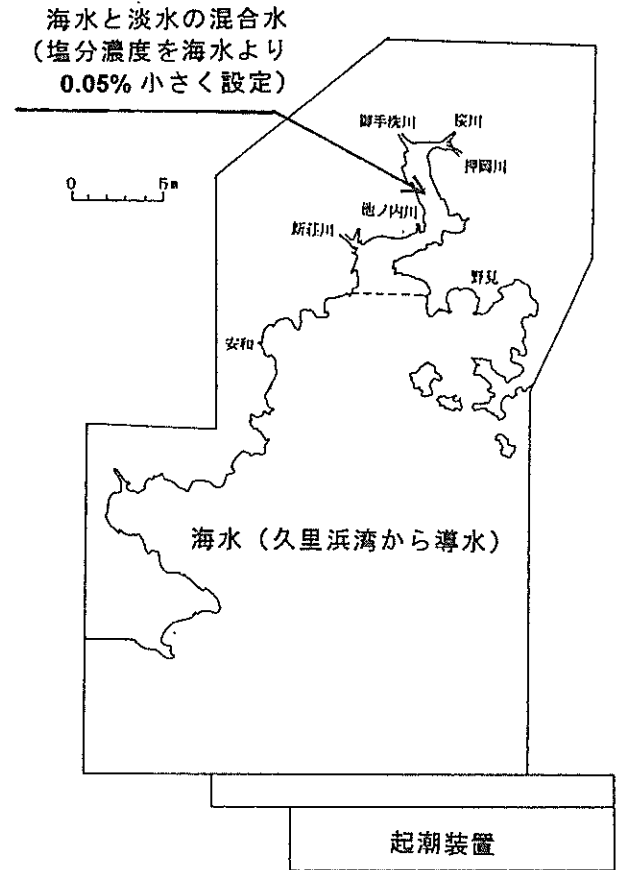 海水と淡水の混合水
(塩分濃度を海水より
0.05% 小さく設定)
御手洗川
桜川
押岡川
0
5m
池ノ内川
新荘川
野見
安和
海水(久里浜湾から導水)
起潮装置